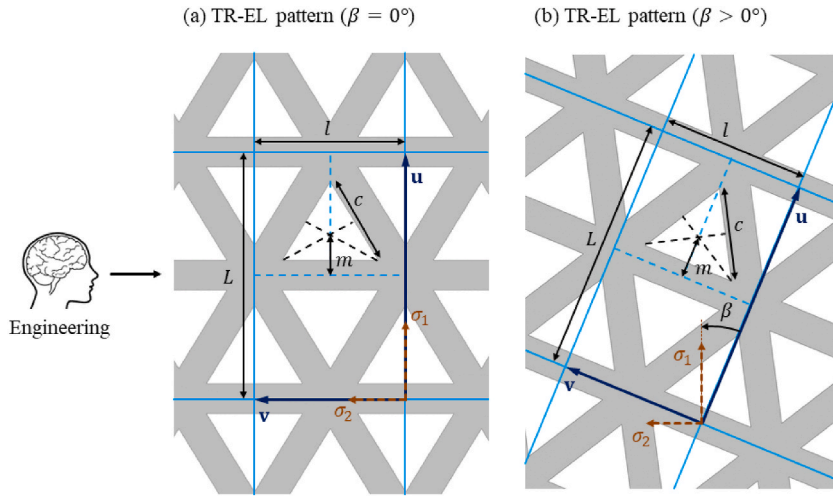 (a) TR-EL pattern (β = 0°)
(b) TR-EL pattern (β > 0°)
l
u
c
L
m
σ1
v
σ2
l
u
c
L
m
β
σ1
v
σ2
Engineering